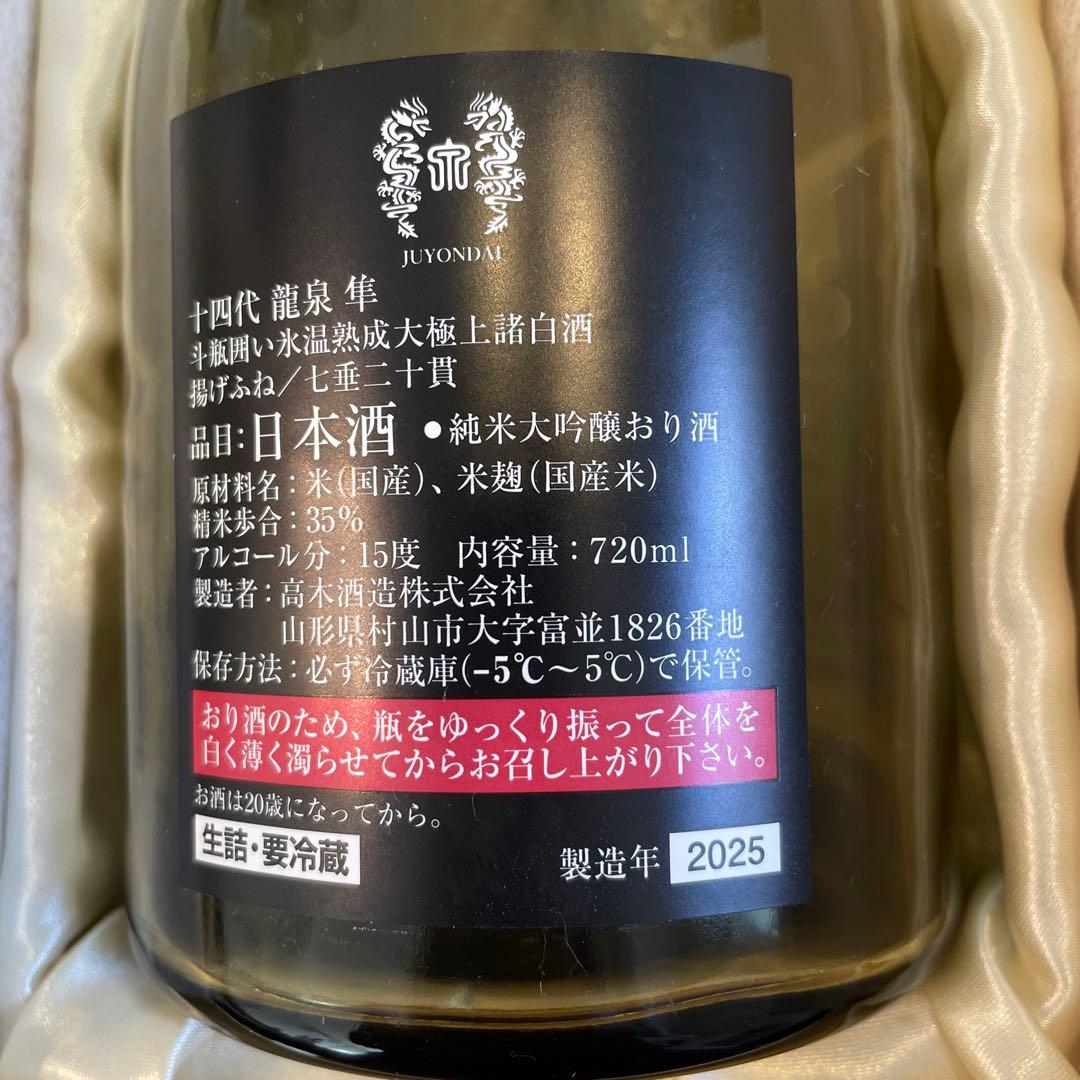 泉
JUYONDAI
十四代 龍泉 隼
斗瓶囲い氷温熟成大極上諸白酒
揚げふね/七垂二十貫
品目:日本酒 ●純米大吟醸おり酒
原材料名:米(国産)、米麹(国産米)
精米歩合:35%
アルコール分:15度 内容量:720ml
製造者:高木酒造株式会社
山形県村山市大字富並1826番地
保存方法:必ず冷蔵庫(-5℃~5℃)で保管。
おり酒のため、瓶をゆっくり振って全体を
白く薄く濁らせてからお召し上がり下さい。
お酒は20歳になってから。
生詰・要冷蔵
製造年 2025